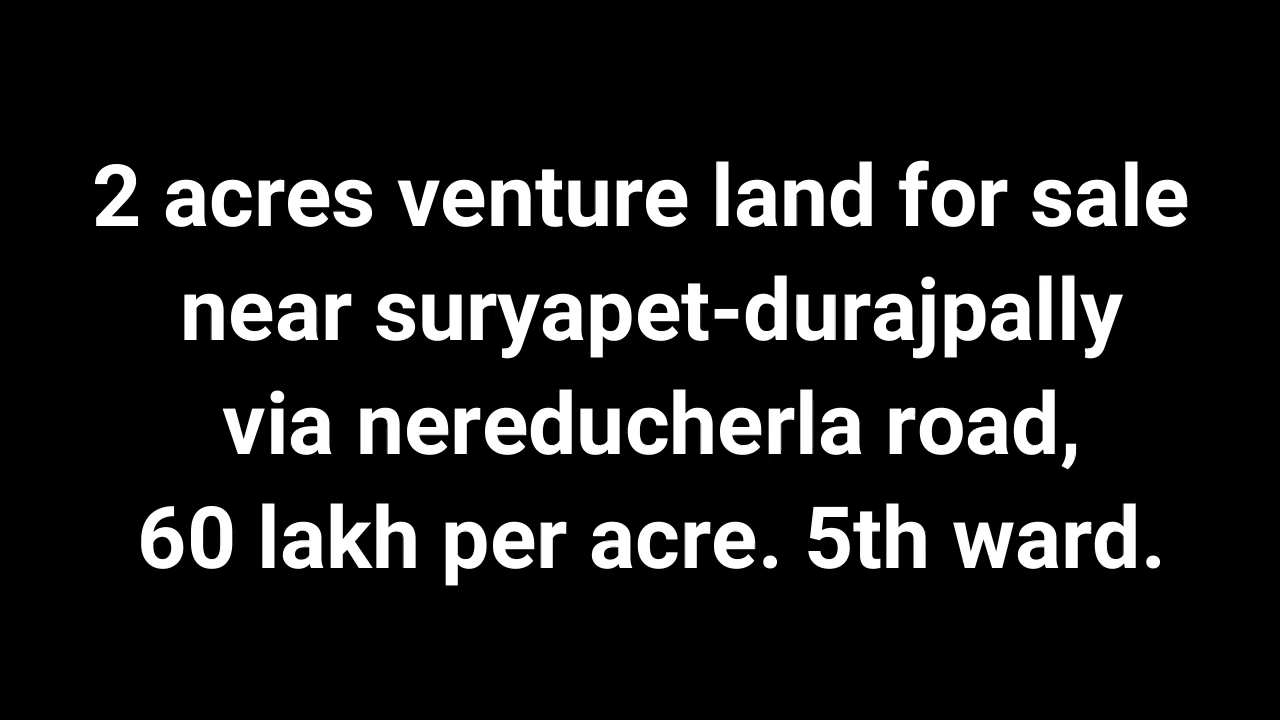 2 acres venture land for sale
near suryapet-durajpally
via nereducherla road,
60 lakh per acre. 5th ward.